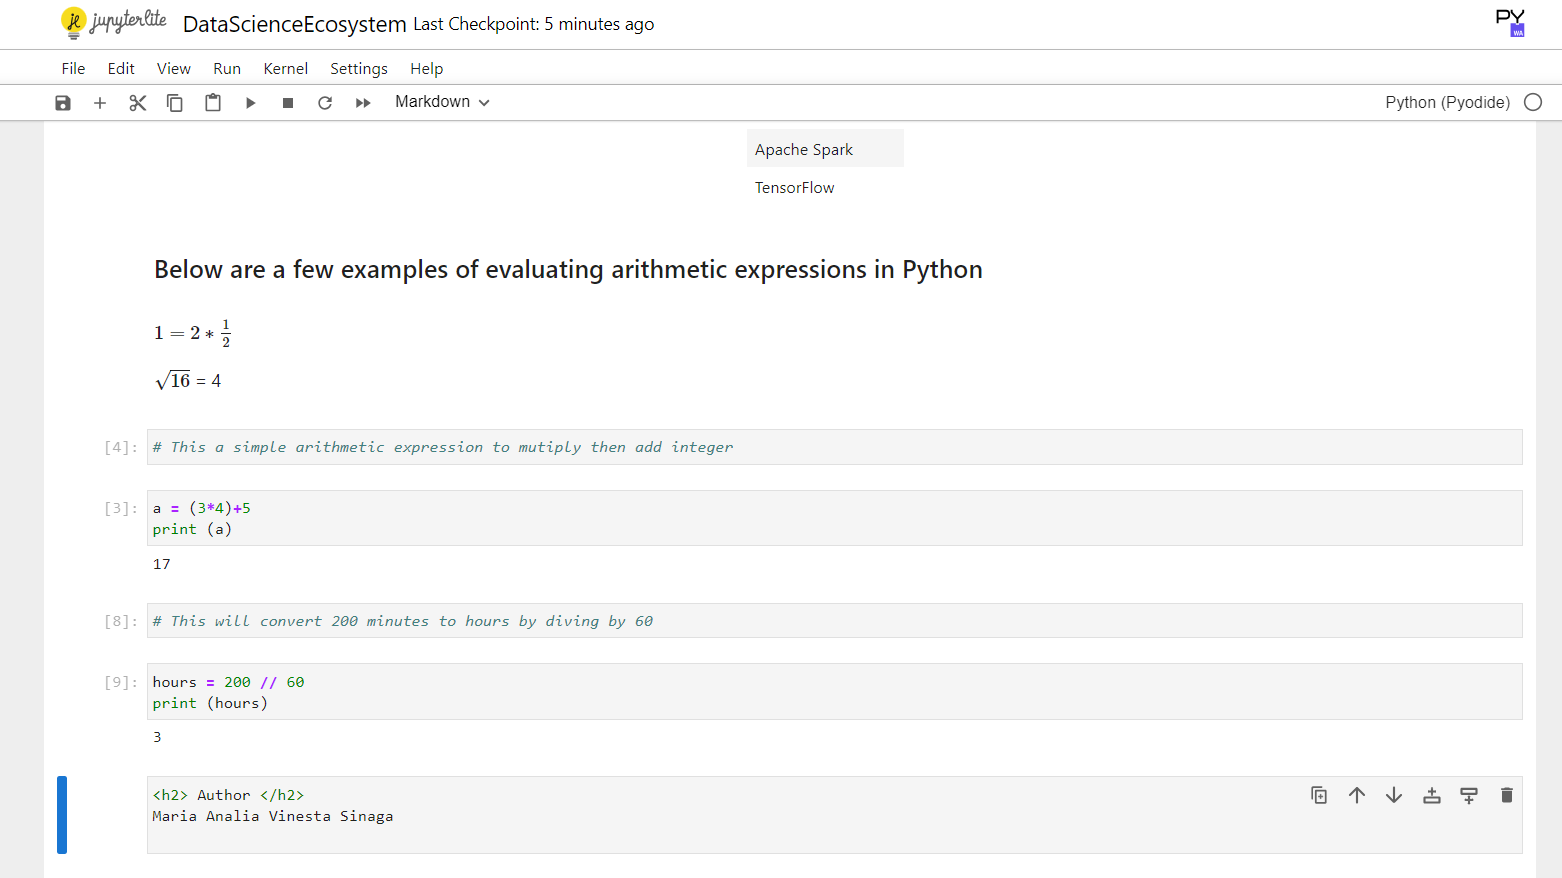 jupyterlite DataScienceEcosystem Last Checkpoint: 5 minutes ago PY WA
File Edit View Run Kernel Settings Help
Markdown Python (Pyodide)
Apache Spark
TensorFlow
Below are a few examples of evaluating arithmetic expressions in Python
1 = 2 * 1/2
√16 = 4
[4]: # This a simple arithmetic expression to mutiply then add integer
[3]: a = (3*4)+5
print (a)
17
[8]: # This will convert 200 minutes to hours by diving by 60
[9]: hours = 200 // 60
print (hours)
3
<h2> Author </h2>
Maria Analia Vinesta Sinaga